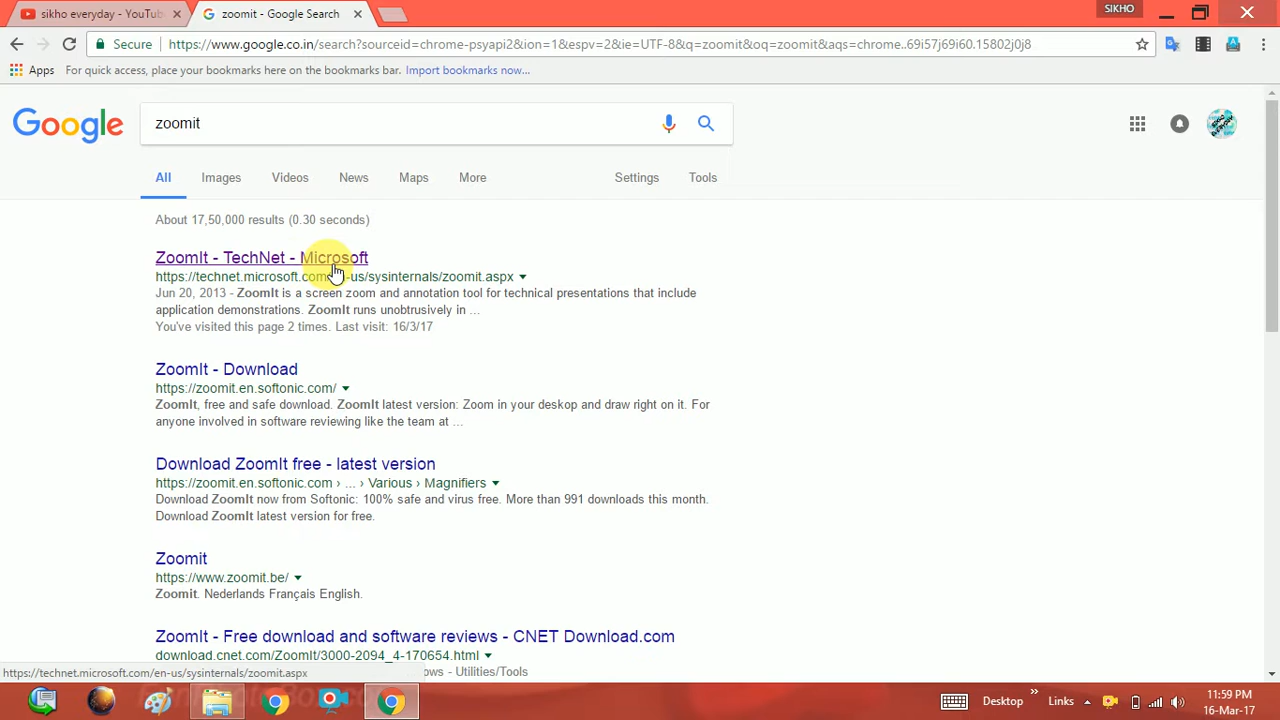 sikho everyday - YouTub
zoomit - Google Search
SIKHO
Secure
https://www.google.co.in/search?sourceid=chrome-psyapi2&ion=1&espv=2&ie=UTF-8&q=zoomit&oq=zoomit&aqs=chrome..69i57j69i60.15802j0j8
Apps
For quick access, place your bookmarks here on the bookmarks bar. Import bookmarks now...
Google
zoomit
All Images Videos News Maps More Settings Tools
About 17,50,000 results (0.30 seconds)
ZoomIt - TechNet - Microsoft
https://technet.microsoft.com -us/sysinternals/zoomit.aspx
Jun 20, 2013 - ZoomIt is a screen zoom and annotation tool for technical presentations that include
application demonstrations. ZoomIt runs unobtrusively in ...
You've visited this page 2 times. Last visit: 16/3/17
ZoomIt - Download
https://zoomit.en.softonic.com/
ZoomIt, free and safe download. ZoomIt latest version: Zoom in your deskop and draw right on it. For
anyone involved in software reviewing like the team at ...
Download ZoomIt free - latest version
https://zoomit.en.softonic.com › ... › Various › Magnifiers
Download ZoomIt now from Softonic: 100% safe and virus free. More than 991 downloads this month.
Download ZoomIt latest version for free.
Zoomit
https://www.zoomit.be/
Zoomit. Nederlands Français English.
ZoomIt - Free download and software reviews - CNET Download.com
download.cnet.com/ZoomIt/3000-2094_4-170654.html
ows - Utilities/Tools
https://technet.microsoft.com/en-us/sysinternals/zoomit.aspx
Desktop
Links
11:59 PM
16-Mar-17